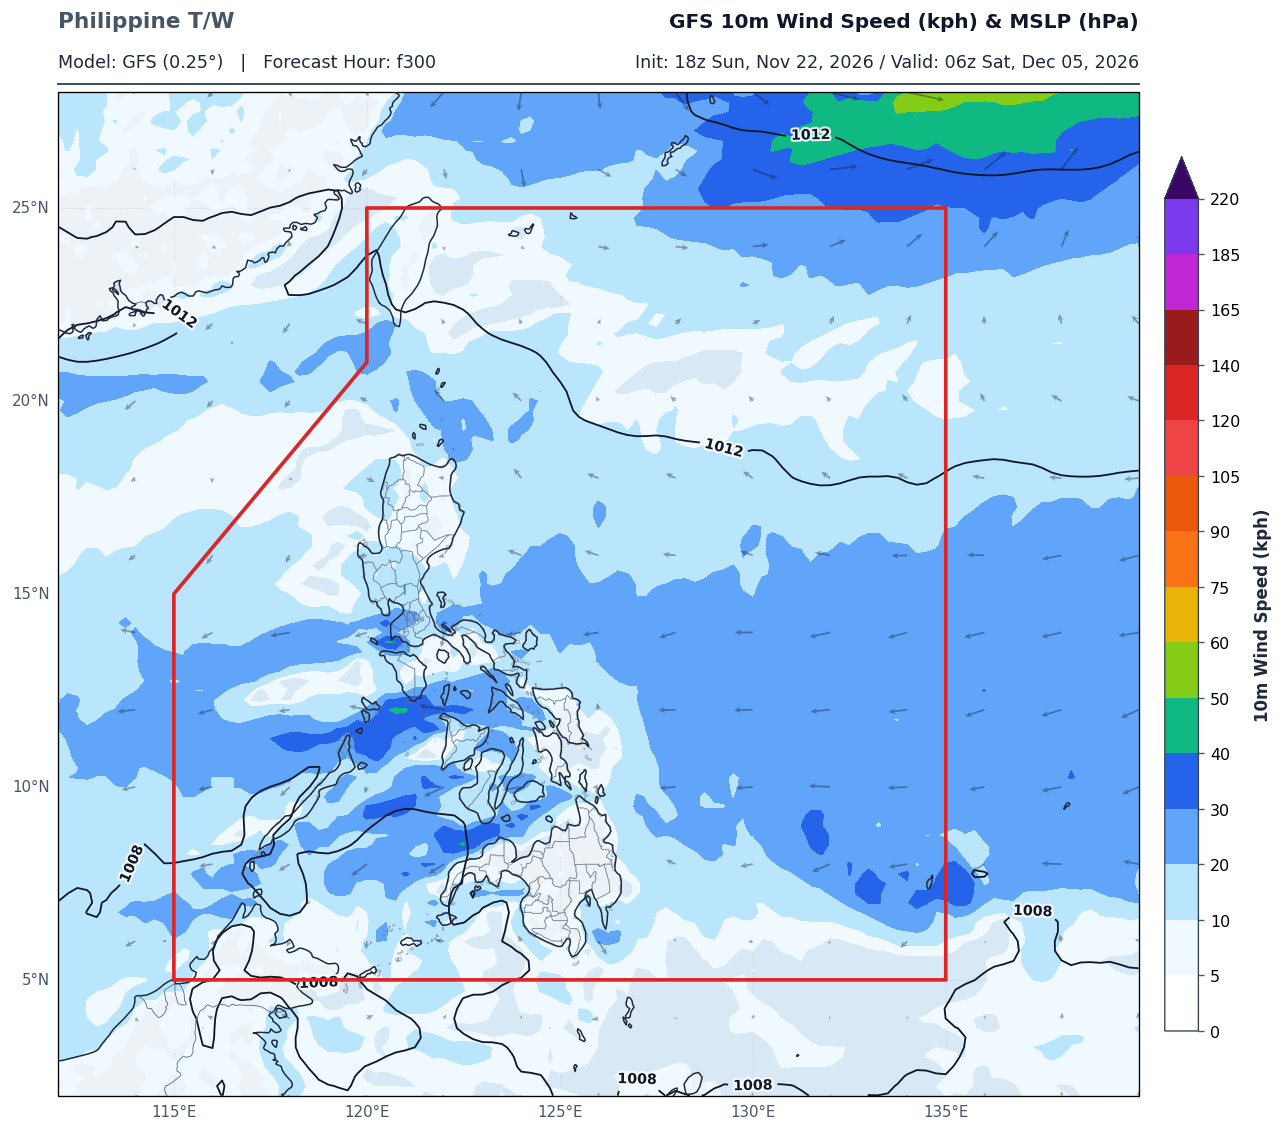 Philippine T/W
GFS 10m Wind Speed (kph) & MSLP (hPa)
Model: GFS (0.25°)   |   Forecast Hour: f300
Init: 18z Sun, Nov 22, 2026 / Valid: 06z Sat, Dec 05, 2026
1012
1012
1012
1008
1008
1008
1008
1008
25°N
20°N
15°N
10°N
5°N
115°E
120°E
125°E
130°E
135°E
220
185
165
140
120
105
90
75
60
50
40
30
20
10
5
0
10m Wind Speed (kph)